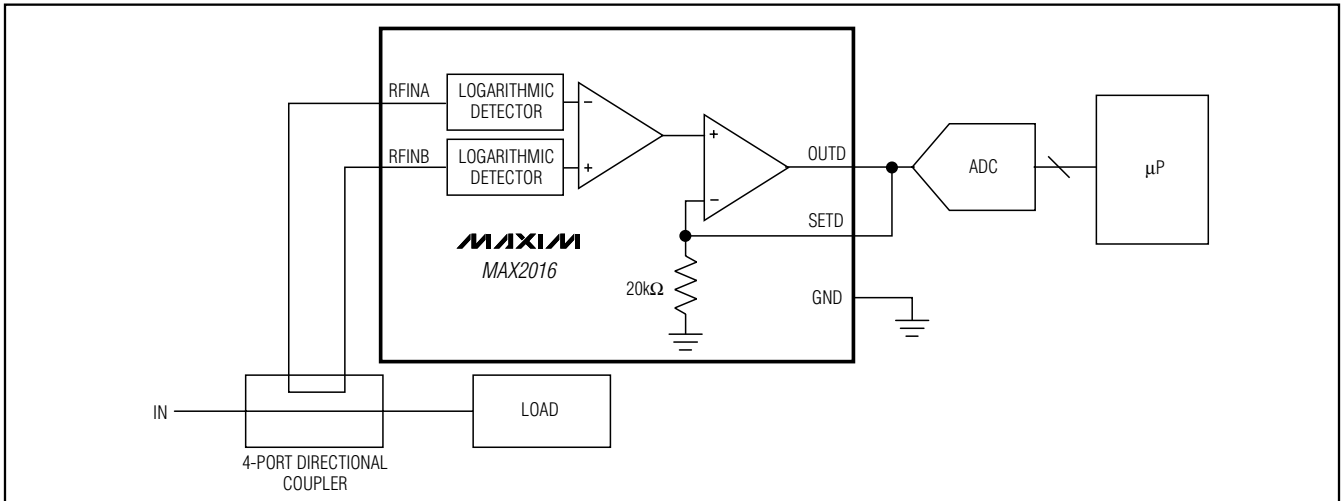 RFINA
LOGARITHMIC
DETECTOR
-
+
RFINB
LOGARITHMIC
DETECTOR
+
-
OUTD
SETD
ADC
µP
MAXIM
MAX2016
20kΩ
GND
IN
LOAD
4-PORT DIRECTIONAL
COUPLER